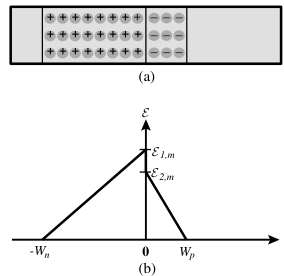 + + + + + + + + − − −
+ + + + + + + + − − −
+ + + + + + + + − − −
(a)
ℰ
ℰ1,m
ℰ2,m
-Wn 0 Wp
(b)